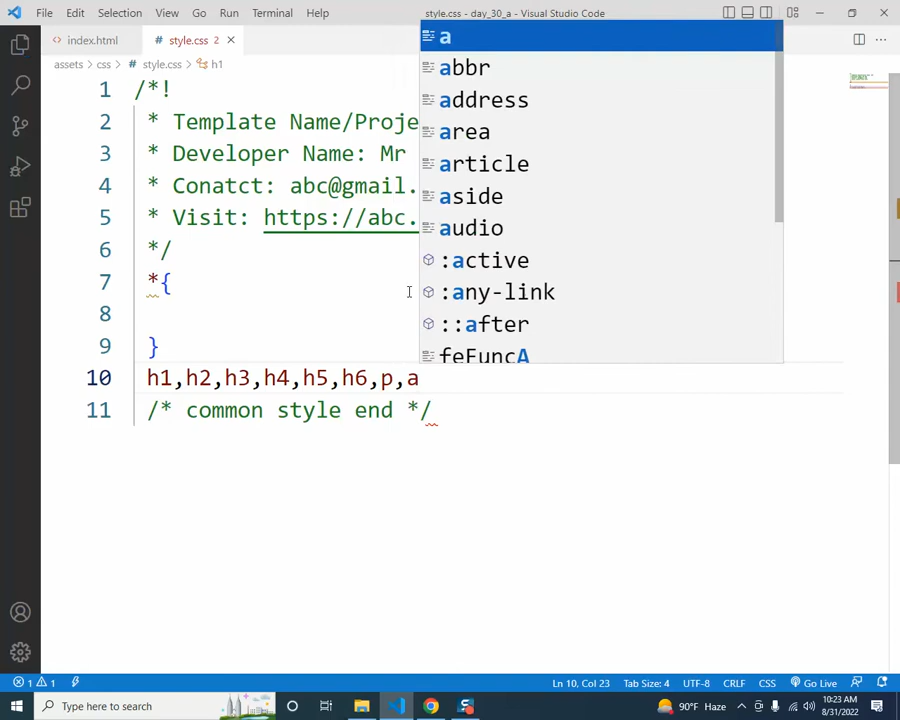 File Edit Selection View Go Run Terminal Help
style.css - day_30_a - Visual Studio Code
index.html
style.css 2
assets > css > style.css > h1
1 /*!
2 * Template Name/Proje
3 * Developer Name: Mr
4 * Conatct: abc@gmail.
5 * Visit: https://abc.
6 */
7 *{
8
9 }
10 h1,h2,h3,h4,h5,h6,p,a
11 /* common style end */
a
abbr
address
area
article
aside
audio
:active
:any-link
::after
feFuncA
1 1
Ln 10, Col 23 Tab Size: 4 UTF-8 CRLF CSS Go Live
Type here to search
90°F Haze
10:23 AM
8/31/2022